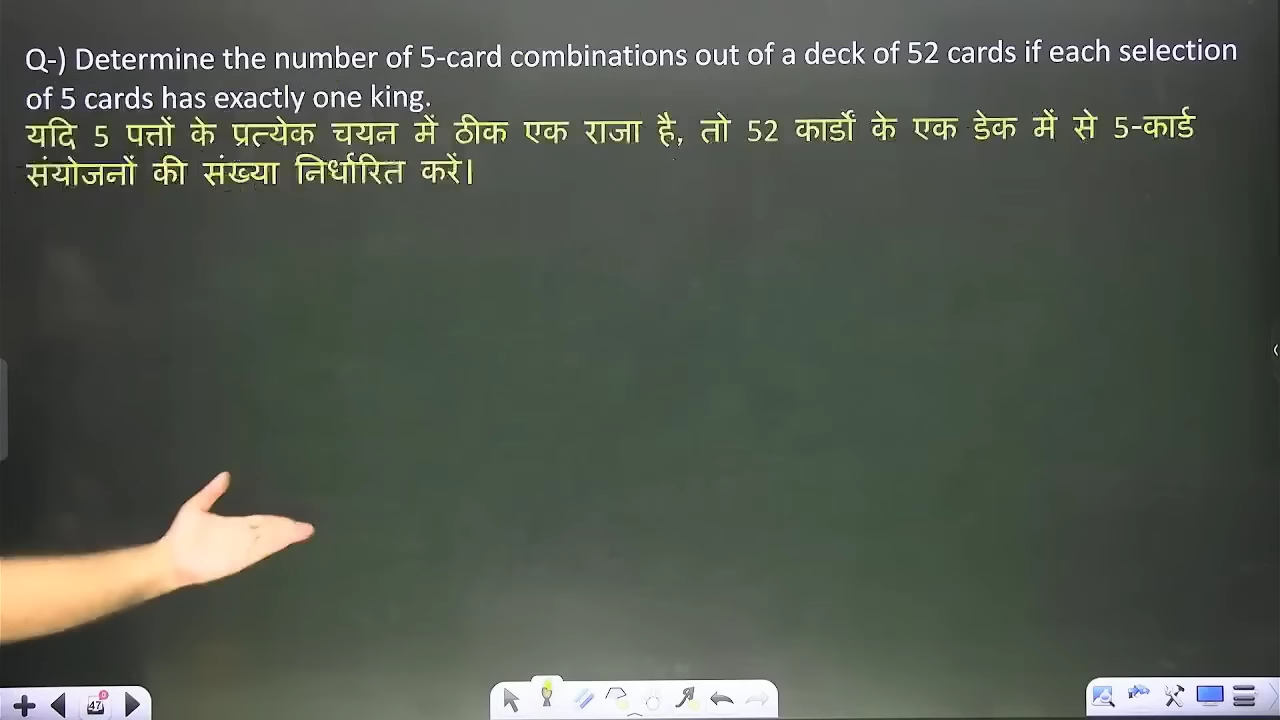 Q-) Determine the number of 5-card combinations out of a deck of 52 cards if each selection
of 5 cards has exactly one king.
यदि 5 पत्तों के प्रत्येक चयन में ठीक एक राजा है, तो 52 कार्डों के एक डेक में से 5-कार्ड
संयोजनों की संख्या निर्धारित करें।
47